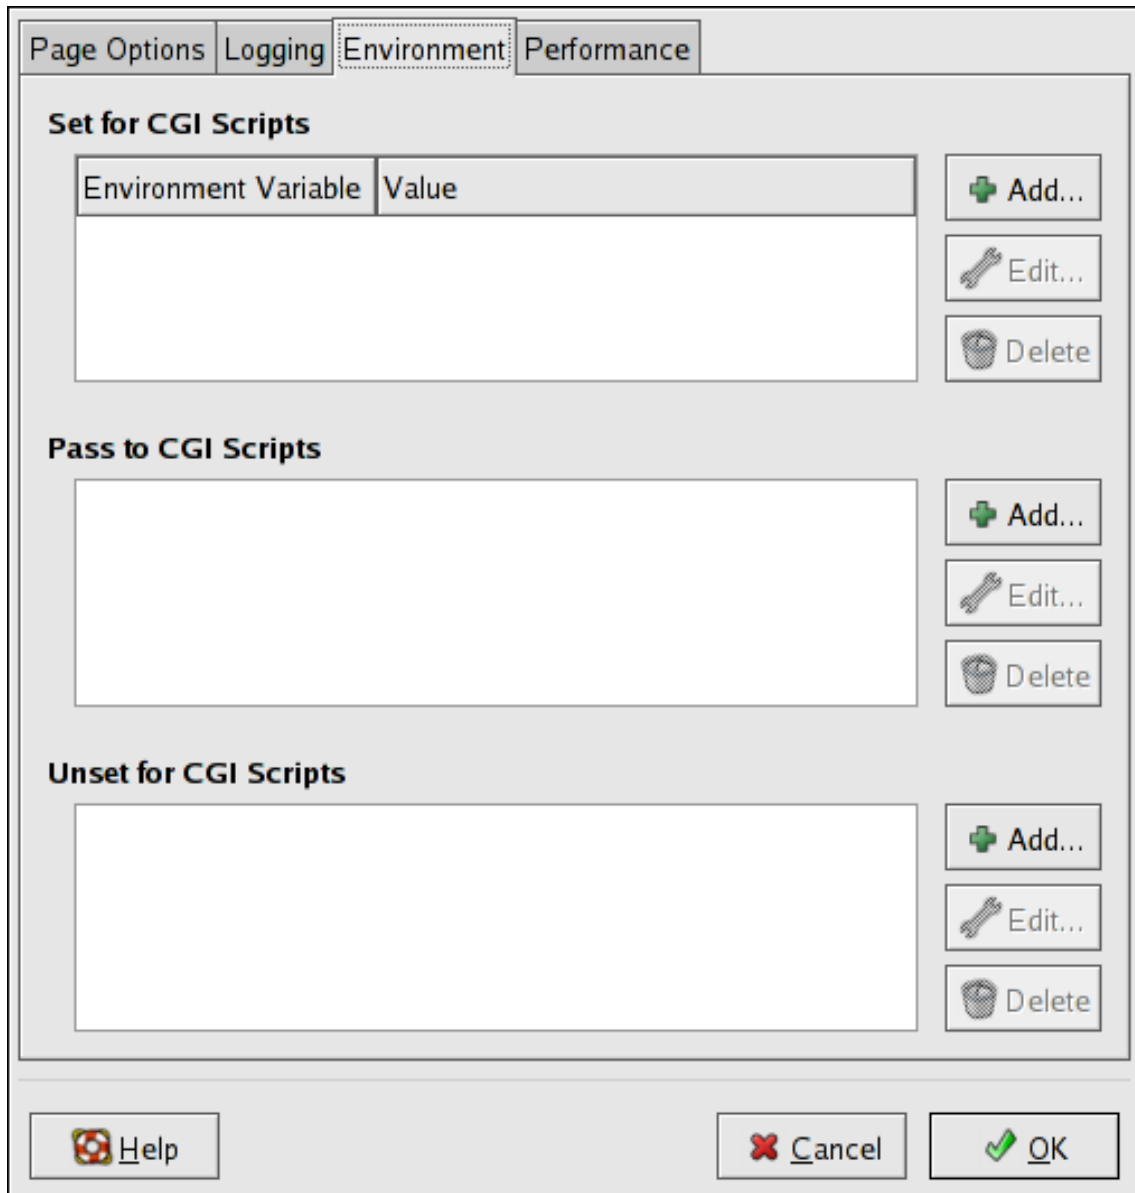 Page Options Logging Environment Performance
Set for CGI Scripts
Environment Variable Value
Add...
Edit...
Delete
Pass to CGI Scripts
Add...
Edit...
Delete
Unset for CGI Scripts
Add...
Edit...
Delete
Help Cancel OK